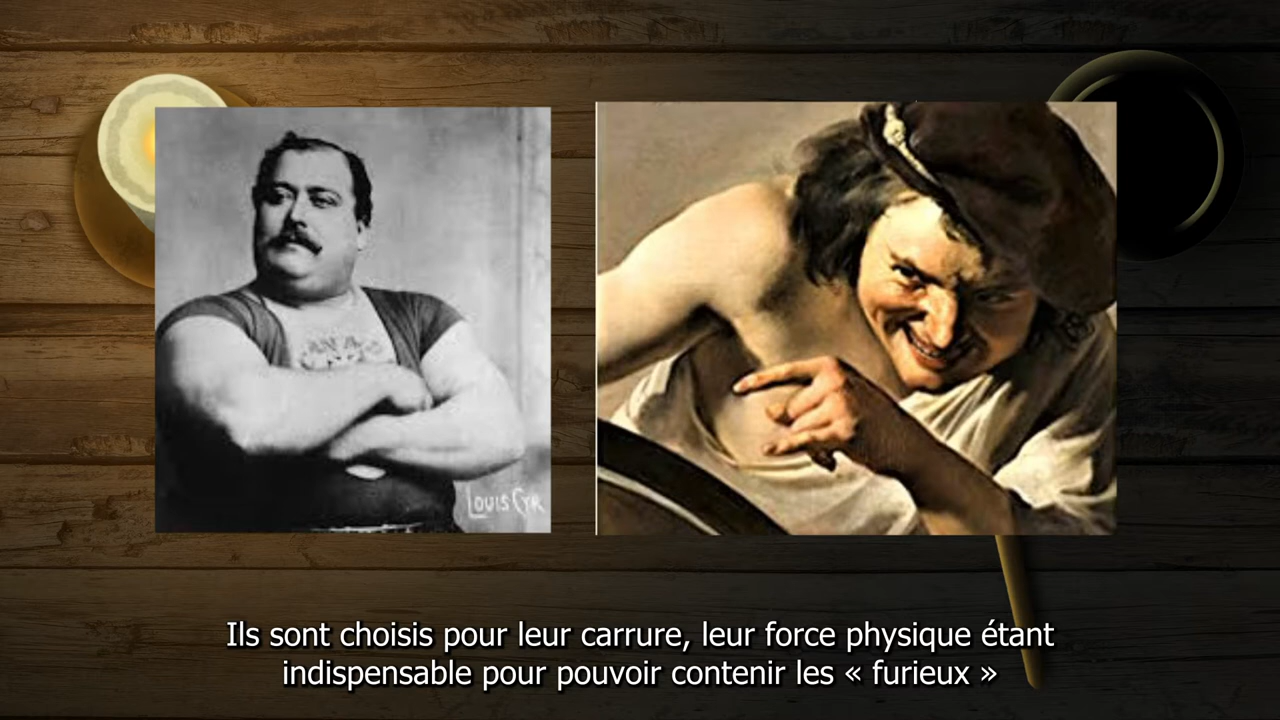 LOUIS CYR
Ils sont choisis pour leur carrure, leur force physique étant
indispensable pour pouvoir contenir les « furieux »